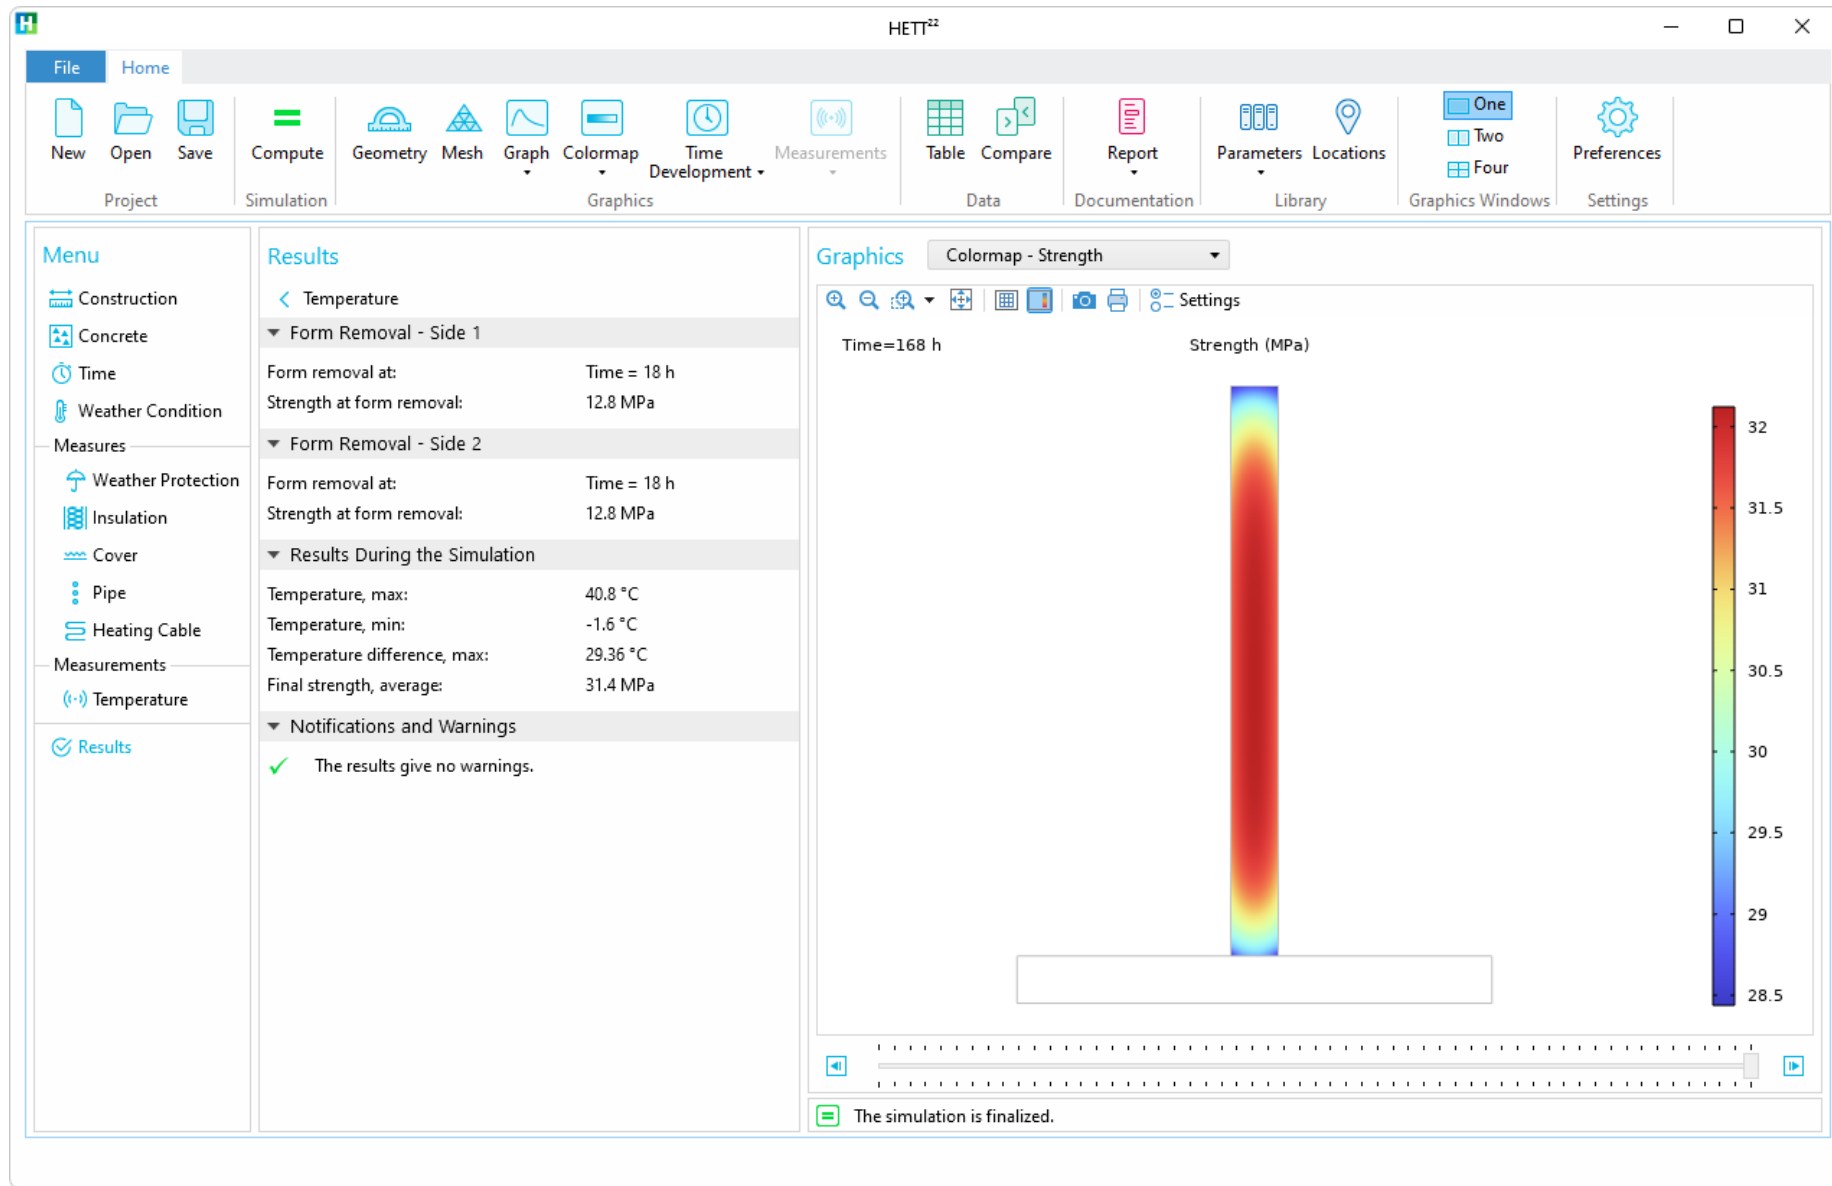 HETT²²
File Home
New Open Save Compute Geometry Mesh Graph Colormap Time Development Measurements Table Compare Report Parameters Locations One Two Four Preferences
Project Simulation Graphics Data Documentation Library Graphics Windows Settings
Menu
Construction
Concrete
Time
Weather Condition
Measures
Weather Protection
Insulation
Cover
Pipe
Heating Cable
Measurements
Temperature
Results
Results
Temperature
Form Removal - Side 1
Form removal at: Time = 18 h
Strength at form removal: 12.8 MPa
Form Removal - Side 2
Form removal at: Time = 18 h
Strength at form removal: 12.8 MPa
Results During the Simulation
Temperature, max: 40.8 °C
Temperature, min: -1.6 °C
Temperature difference, max: 29.36 °C
Final strength, average: 31.4 MPa
Notifications and Warnings
The results give no warnings.
Graphics Colormap - Strength
Settings
Time=168 h Strength (MPa)
32
31.5
31
30.5
30
29.5
29
28.5
The simulation is finalized.